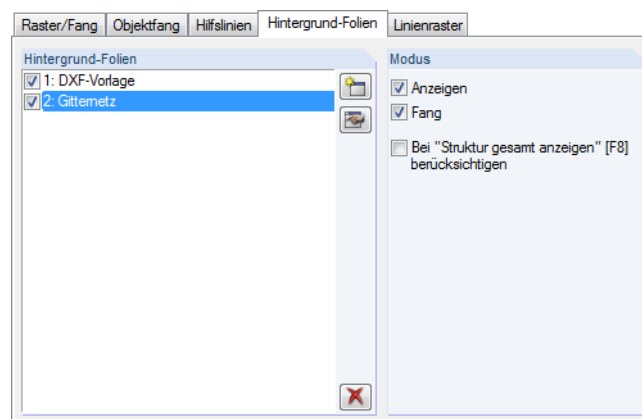 Raster/Fang Objektfang Hilfslinien Hintergrund-Folien Linienraster
Hintergrund-Folien
1: DXF-Vorlage
2: Gitternetz
Modus
Anzeigen
Fang
Bei "Struktur gesamt anzeigen" [F8]
berücksichtigen